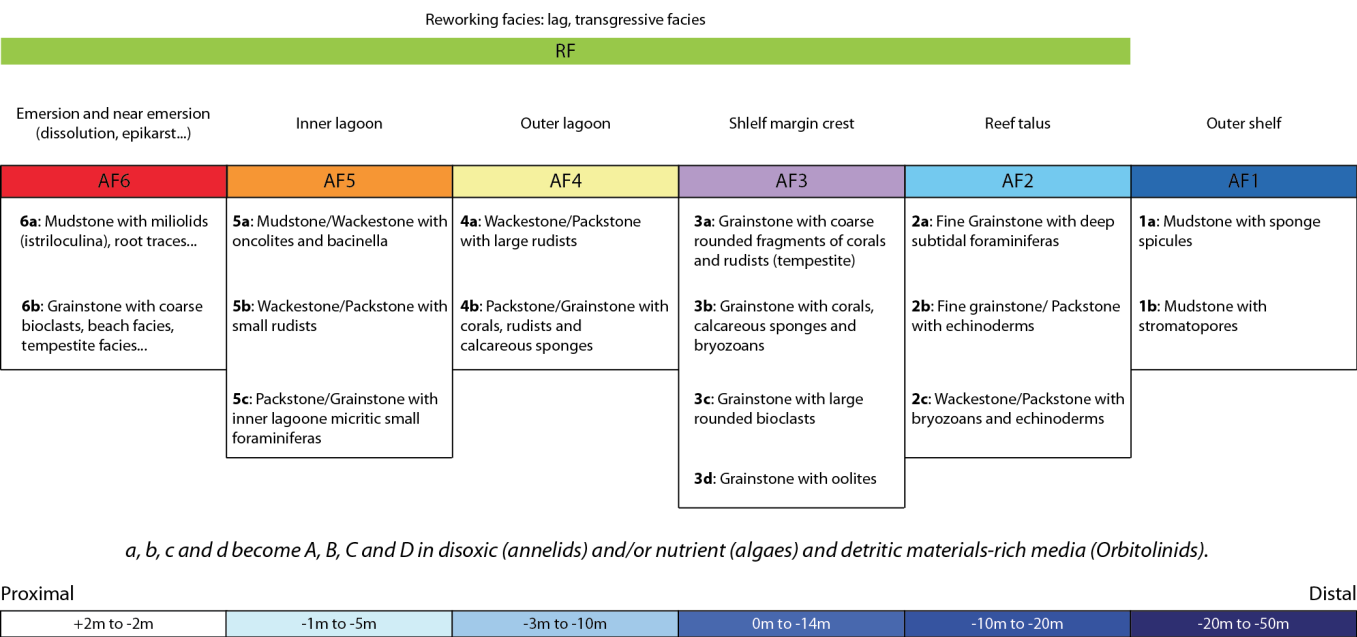 Reworking facies: lag, transgressive facies
RF
Emersion and near emersion
(dissolution, epikarst...)
Inner lagoon
Outer lagoon
Shlelf margin crest
Reef talus
Outer shelf
AF6
AF5
AF4
AF3
AF2
AF1
6a: Mudstone with miliolids
(istriloculina), root traces...
6b: Grainstone with coarse
bioclasts, beach facies,
tempestite facies...
5a: Mudstone/Wackestone with
oncolites and bacinella
5b: Wackestone/Packstone with
small rudists
5c: Packstone/Grainstone with
inner lagoone micritic small
foraminiferas
4a: Wackestone/Packstone
with large rudists
4b: Packstone/Grainstone with
corals, rudists and
calcareous sponges
3a: Grainstone with coarse
rounded fragments of corals
and rudists (tempestite)
3b: Grainstone with corals,
calcareous sponges and
bryozoans
3c: Grainstone with large
rounded bioclasts
3d: Grainstone with oolites
2a: Fine Grainstone with deep
subtidal foraminiferas
2b: Fine grainstone/ Packstone
with echinoderms
2c: Wackestone/Packstone with
bryozoans and echinoderms
1a: Mudstone with sponge
spicules
1b: Mudstone with
stromatopores
a, b, c and d become A, B, C and D in disoxic (annelids) and/or nutrient (algaes) and detritic materials-rich media (Orbitolinids).
Proximal
Distal
+2m to -2m
-1m to -5m
-3m to -10m
0m to -14m
-10m to -20m
-20m to -50m